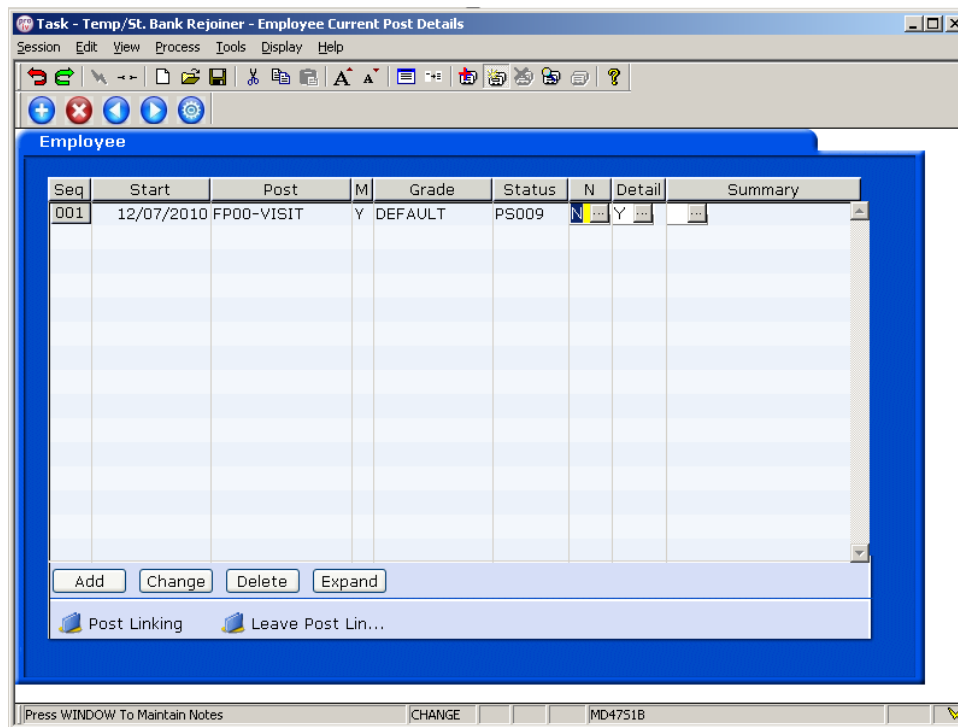 Task - Temp/St. Bank Rejoiner - Employee Current Post Details
Session Edit View Process Tools Display Help
Employee
Seq Start Post M Grade Status N Detail Summary
001 12/07/2010 FP00-VISIT Y DEFAULT PS009 N ... Y ... ...
Add Change Delete Expand
Post Linking Leave Post Lin...
Press WINDOW To Maintain Notes CHANGE MD47S1B